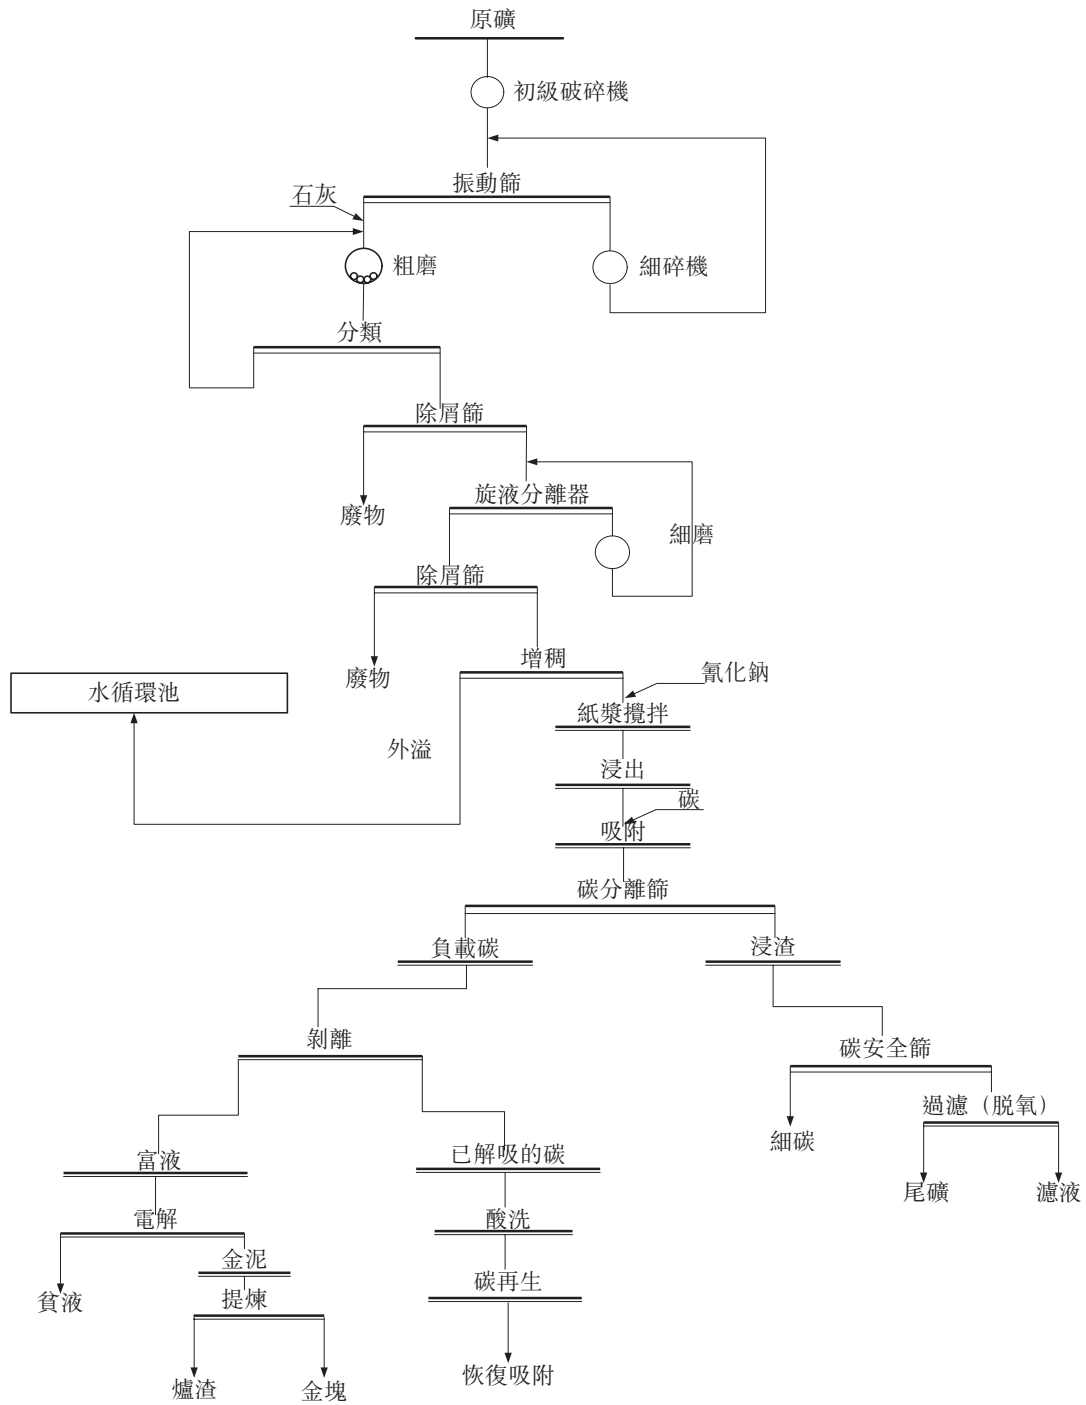 原礦
初級破碎機
振動篩
石灰
粗磨
細碎機
分類
除屑篩
旋液分離器
廢物
細磨
除屑篩
增稠
廢物
氰化鈉
水循環池
紙漿攪拌
外溢
浸出
碳
吸附
碳分離篩
負載碳
浸渣
剝離
碳安全篩
過濾（脫氧）
細碳
富液
已解吸的碳
尾礦
濾液
電解
酸洗
金泥
碳再生
貧液
提煉
恢復吸附
爐渣
金塊